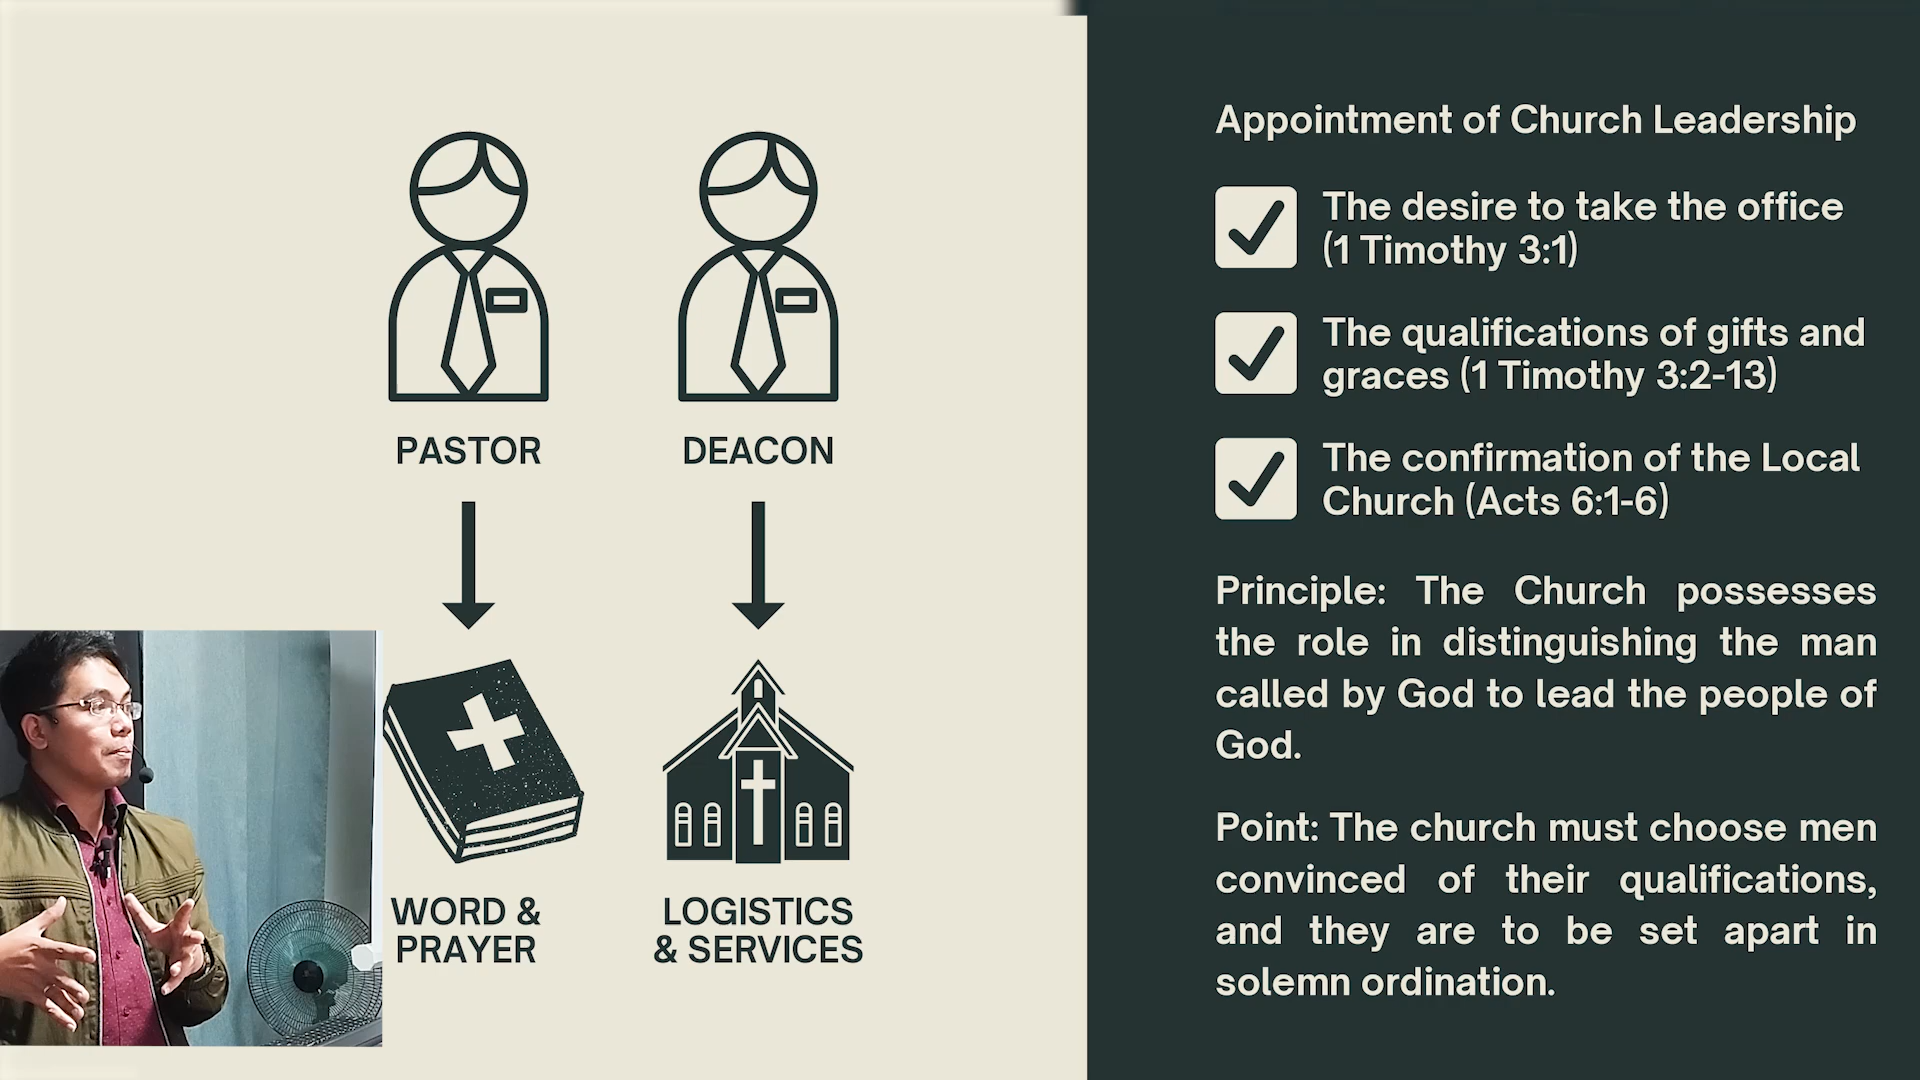 PASTOR
DEACON
WORD &
PRAYER
LOGISTICS
& SERVICES
Appointment of Church Leadership
The desire to take the office
(1 Timothy 3:1)
The qualifications of gifts and
graces (1 Timothy 3:2-13)
The confirmation of the Local
Church (Acts 6:1-6)
Principle: The Church possesses
the role in distinguishing the man
called by God to lead the people of
God.
Point: The church must choose men
convinced of their qualifications,
and they are to be set apart in
solemn ordination.